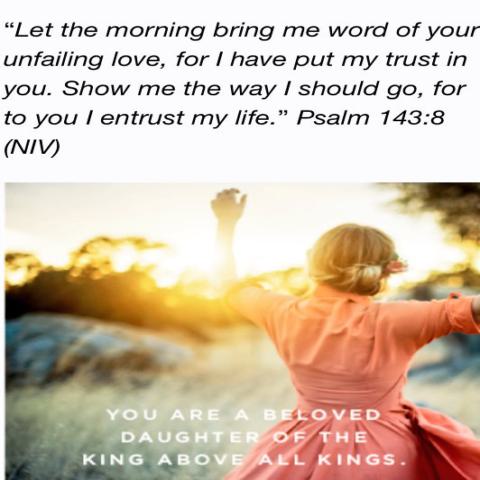 “Let the morning bring me word of your
unfailing love, for I have put my trust in
you. Show me the way I should go, for
to you I entrust my life.” Psalm 143:8
(NIV)
YOU ARE A BELOVED
DAUGHTER OF THE
KING ABOVE ALL KINGS.